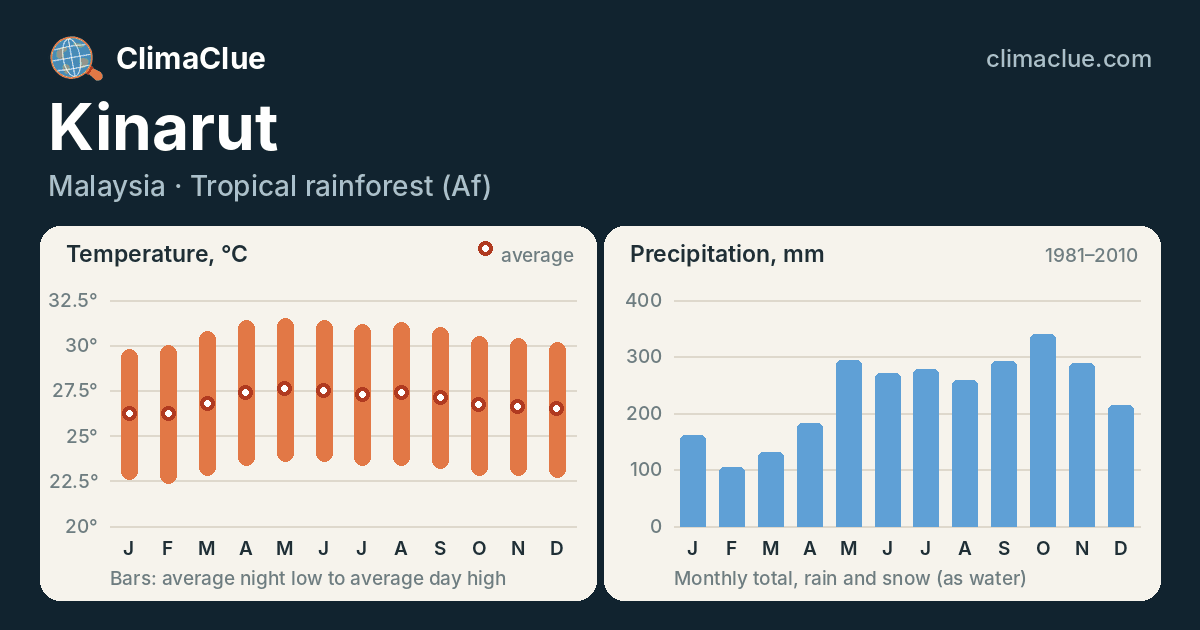 ClimaClue
climaclue.com
Kinarut
Malaysia · Tropical rainforest (Af)
Temperature, °C
average
32.5°
30°
27.5°
25°
22.5°
20°
J F M A M J J A S O N D
Bars: average night low to average day high
Precipitation, mm
1981–2010
400
300
200
100
0
J F M A M J J A S O N D
Monthly total, rain and snow (as water)